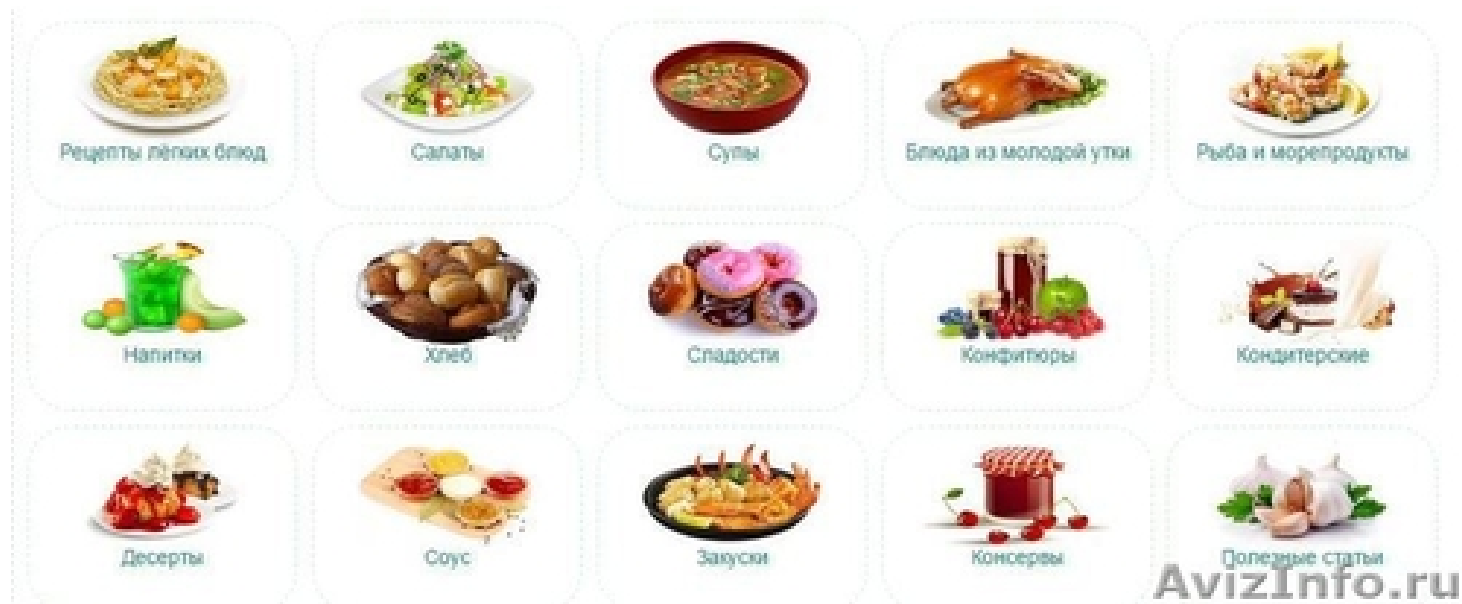 Рецепты лёгких блюд
Салаты
Супы
Блюда из молодой утки
Рыба и морепродукты
Напитки
Хлеб
Сладости
Конфитюры
Кондитерские
Десерты
Соус
Закуски
Консервы
Полезные статьи
AvizInfo.ru